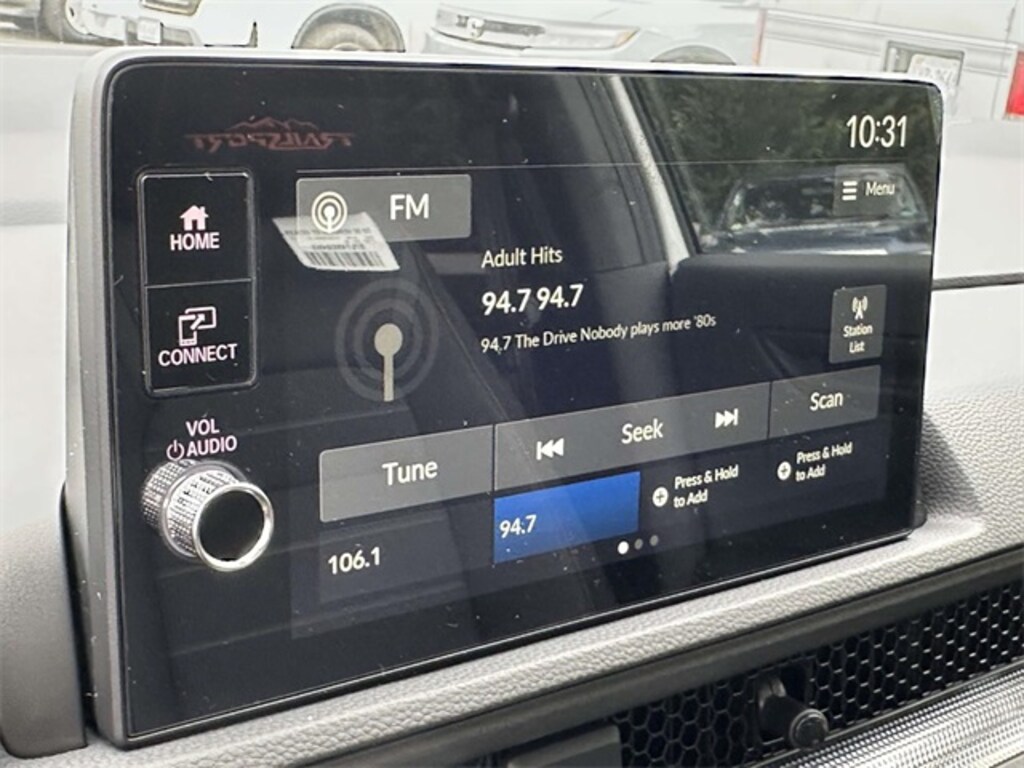 TRAILSPORT
10:31
HOME
FM
Menu
Adult Hits
94.7 94.7
94.7 The Drive Nobody plays more '80s
Station
List
CONNECT
VOL
AUDIO
Tune
Seek
Scan
106.1
94.7
Press & Hold
to Add
Press & Hold
to Add